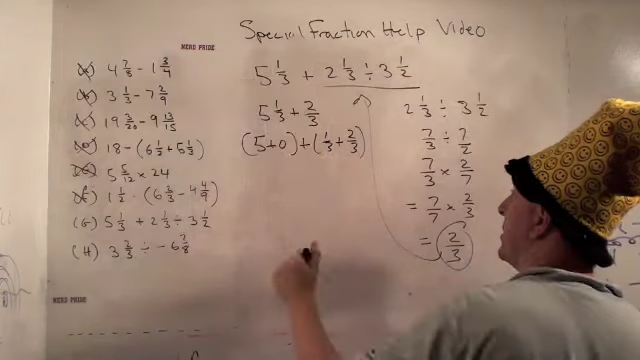 Special Fraction Help Video
NERD PRIDE
(A) 4 7/8 - 1 3/4
(B) 3 1/3 - 7 2/9
(C) 19 3/20 - 9 13/15
(D) 18 - (6 1/2 + 5 1/3)
(E) 5 5/12 × 24
(F) 1 1/2 · (6 2/3 - 4 4/9)
(G) 5 1/3 + 2 1/3 ÷ 3 1/2
(H) 3 2/3 ÷ - 6 7/8
NERD PRIDE
5 1/3 + 2 1/3 ÷ 3 1/2
5 1/3 + 2/3
(5+0) + (1/3 + 2/3)
2 1/3 ÷ 3 1/2
7/3 ÷ 7/2
7/3 × 2/7
= 7/7 × 2/3
= 2/3